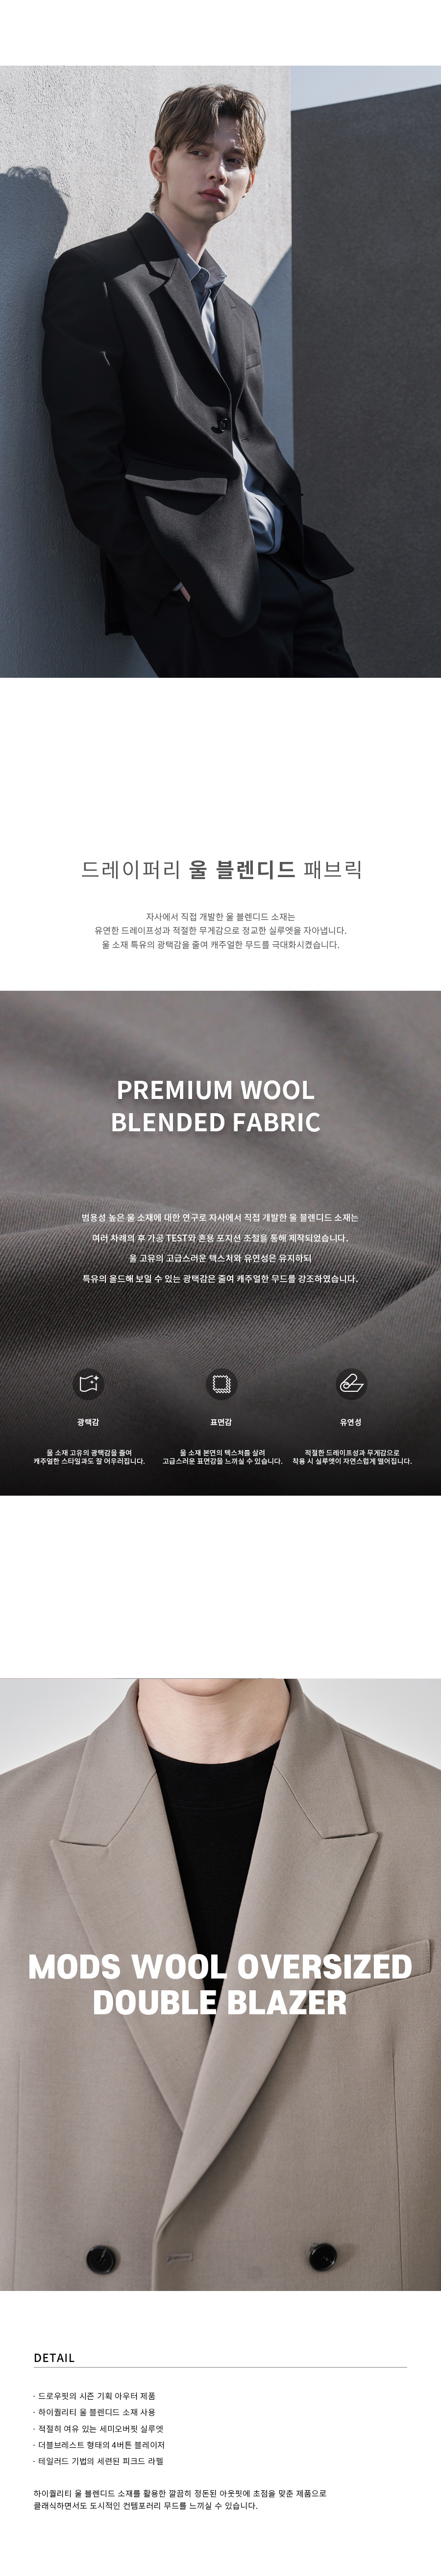 드레이퍼리 울 블렌디드 패브릭
자사에서 직접 개발한 울 블렌디드 소재는
유연한 드레이프성과 적절한 무게감으로 정교한 실루엣을 자아냅니다.
울 소재 특유의 광택감을 줄여 캐주얼한 무드를 극대화시켰습니다.
PREMIUM WOOL
BLENDED FABRIC
범용성 높은 울 소재에 대한 연구로 자사에서 직접 개발한 울 블렌디드 소재는
여러 차례의 후 가공 TEST와 혼용 포지션 조절을 통해 제작되었습니다.
울 고유의 고급스러운 텍스처와 유연성은 유지하되
특유의 올드해 보일 수 있는 광택감은 줄여 캐주얼한 무드를 강조하였습니다.
광택감
울 소재 고유의 광택감을 줄여
캐주얼한 스타일과도 잘 어우러집니다.
표면감
울 소재 본연의 텍스처를 살려
고급스러운 표면감을 느끼실 수 있습니다.
유연성
적절한 드레이프성과 무게감으로
착용 시 실루엣이 자연스럽게 떨어집니다.
MODS WOOL OVERSIZED
DOUBLE BLAZER
DETAIL
· 드로우핏의 시즌 기획 아우터 제품
· 하이퀄리티 울 블렌디드 소재 사용
· 적절히 여유 있는 세미오버핏 실루엣
· 더블브레스트 형태의 4버튼 블레이저
· 테일러드 기법의 세련된 피크드 라펠
하이퀄리티 울 블렌디드 소재를 활용한 깔끔히 정돈된 아웃핏에 초점을 맞춘 제품으로
클래식하면서도 도시적인 컨템포러리 무드를 느끼실 수 있습니다.